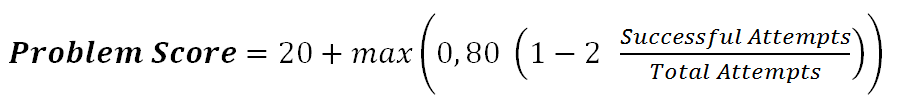 Problem Score = 20 + max(0, 80 (1 − 2 Successful Attempts/Total Attempts))